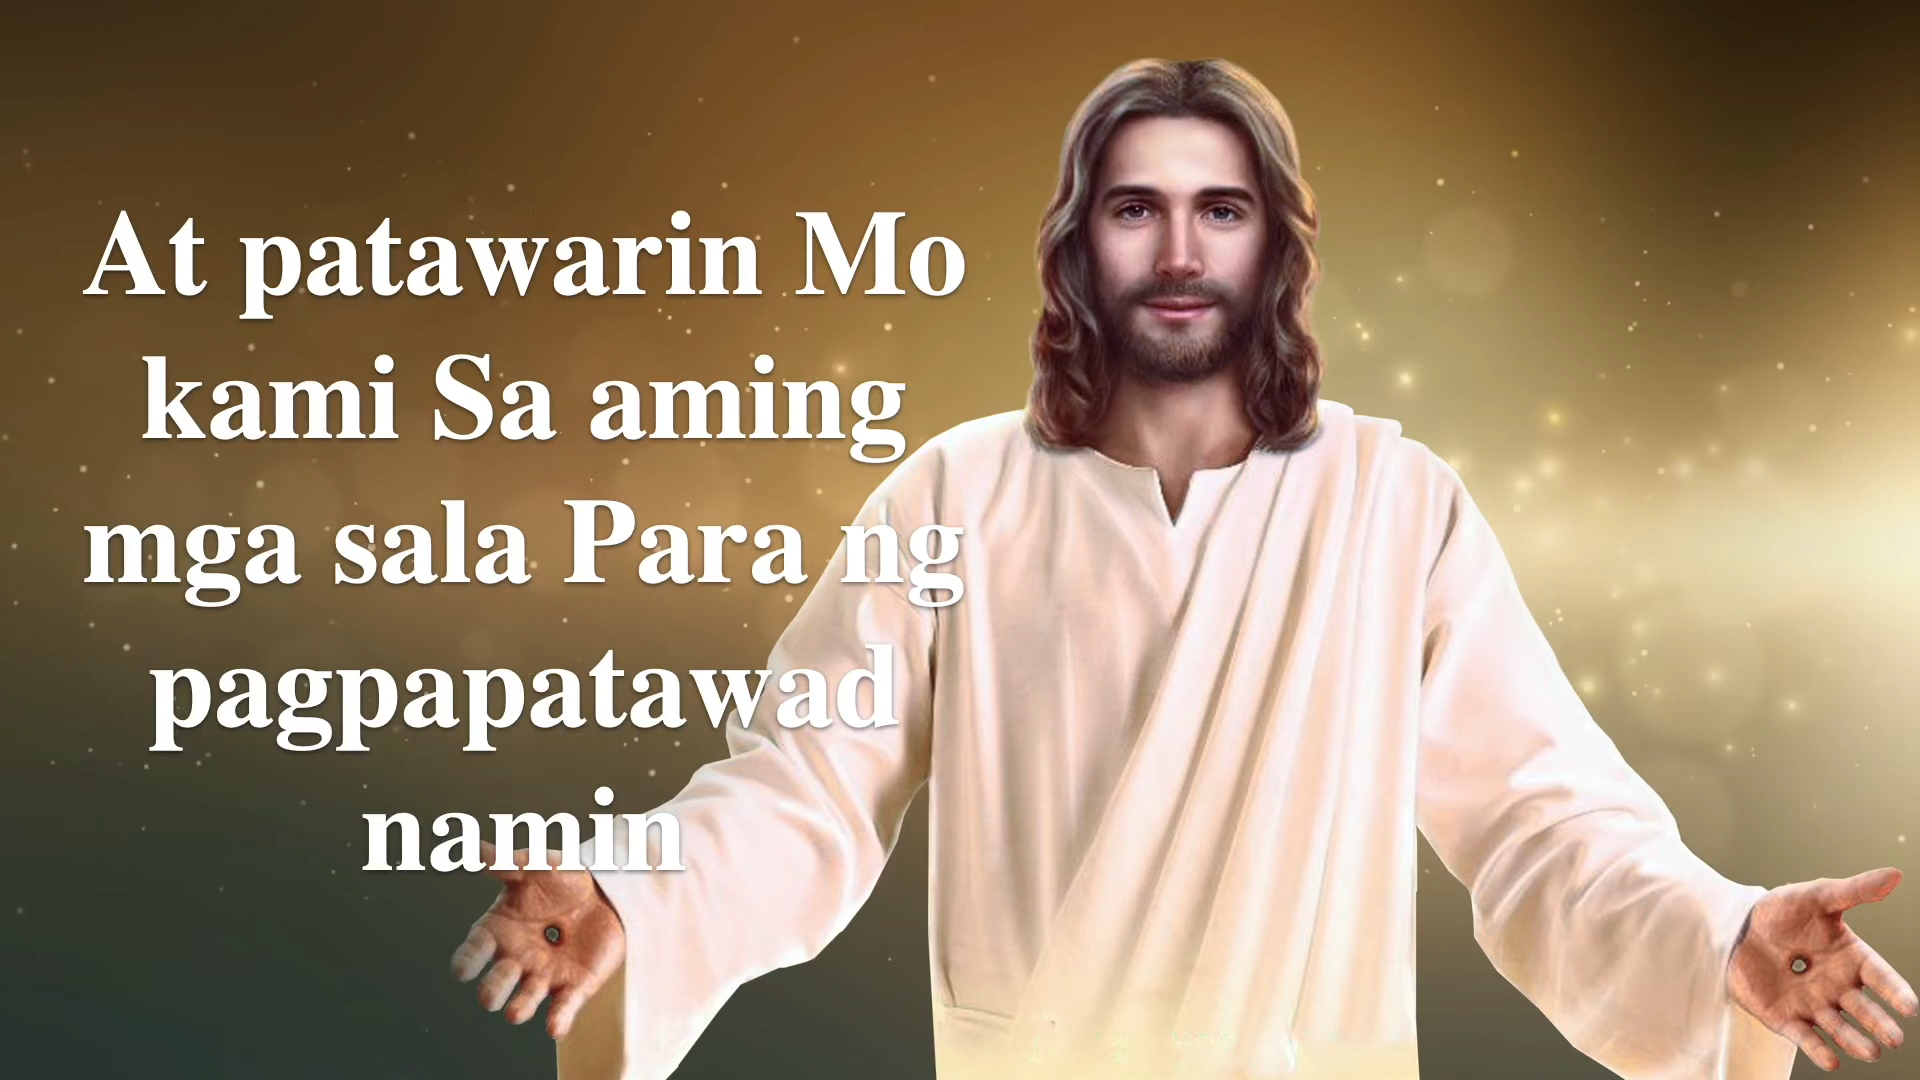 At patawarin Mo
kami Sa aming
mga sala Para ng
pagpapatawad
namin